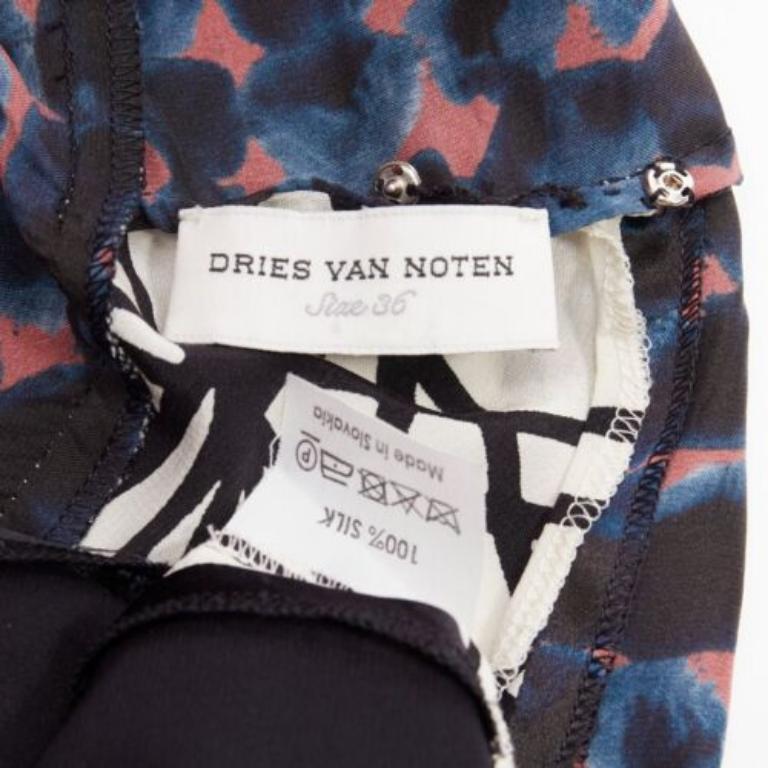 DRIES VAN NOTEN
Size 36
100% SILK
P
Made in Slovakia